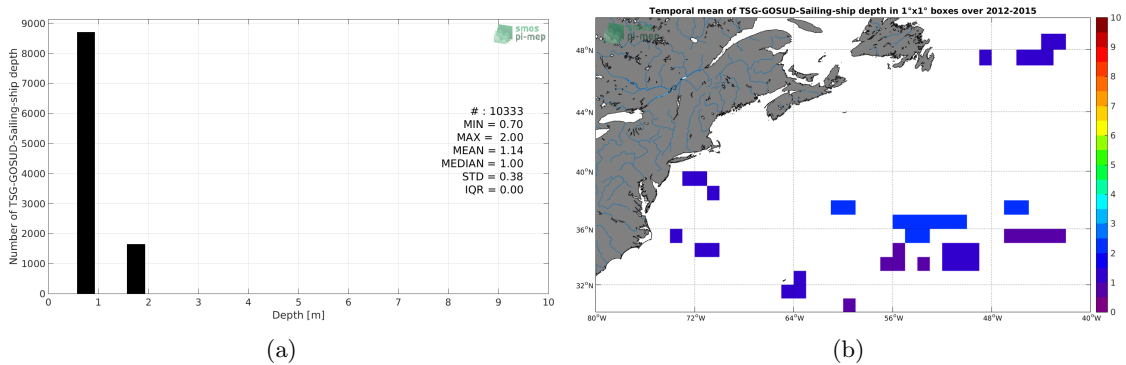 9000
8000
7000
6000
5000
4000
3000
2000
1000
0
Number of TSG-GOSUD-Sailing-ship depth
smos
pi-mep
# : 10333
MIN = 0.70
MAX = 2.00
MEAN = 1.14
MEDIAN = 1.00
STD = 0.38
IQR = 0.00
0 1 2 3 4 5 6 7 8 9 10
Depth [m]
(a)
Temporal mean of TSG-GOSUD-Sailing-ship depth in 1°x1° boxes over 2012-2015
smos
pi-mep
48°N
44°N
40°N
36°N
32°N
80°W 72°W 64°W 56°W 48°W 40°W
10
9
8
7
6
5
4
3
2
1
0
(b)